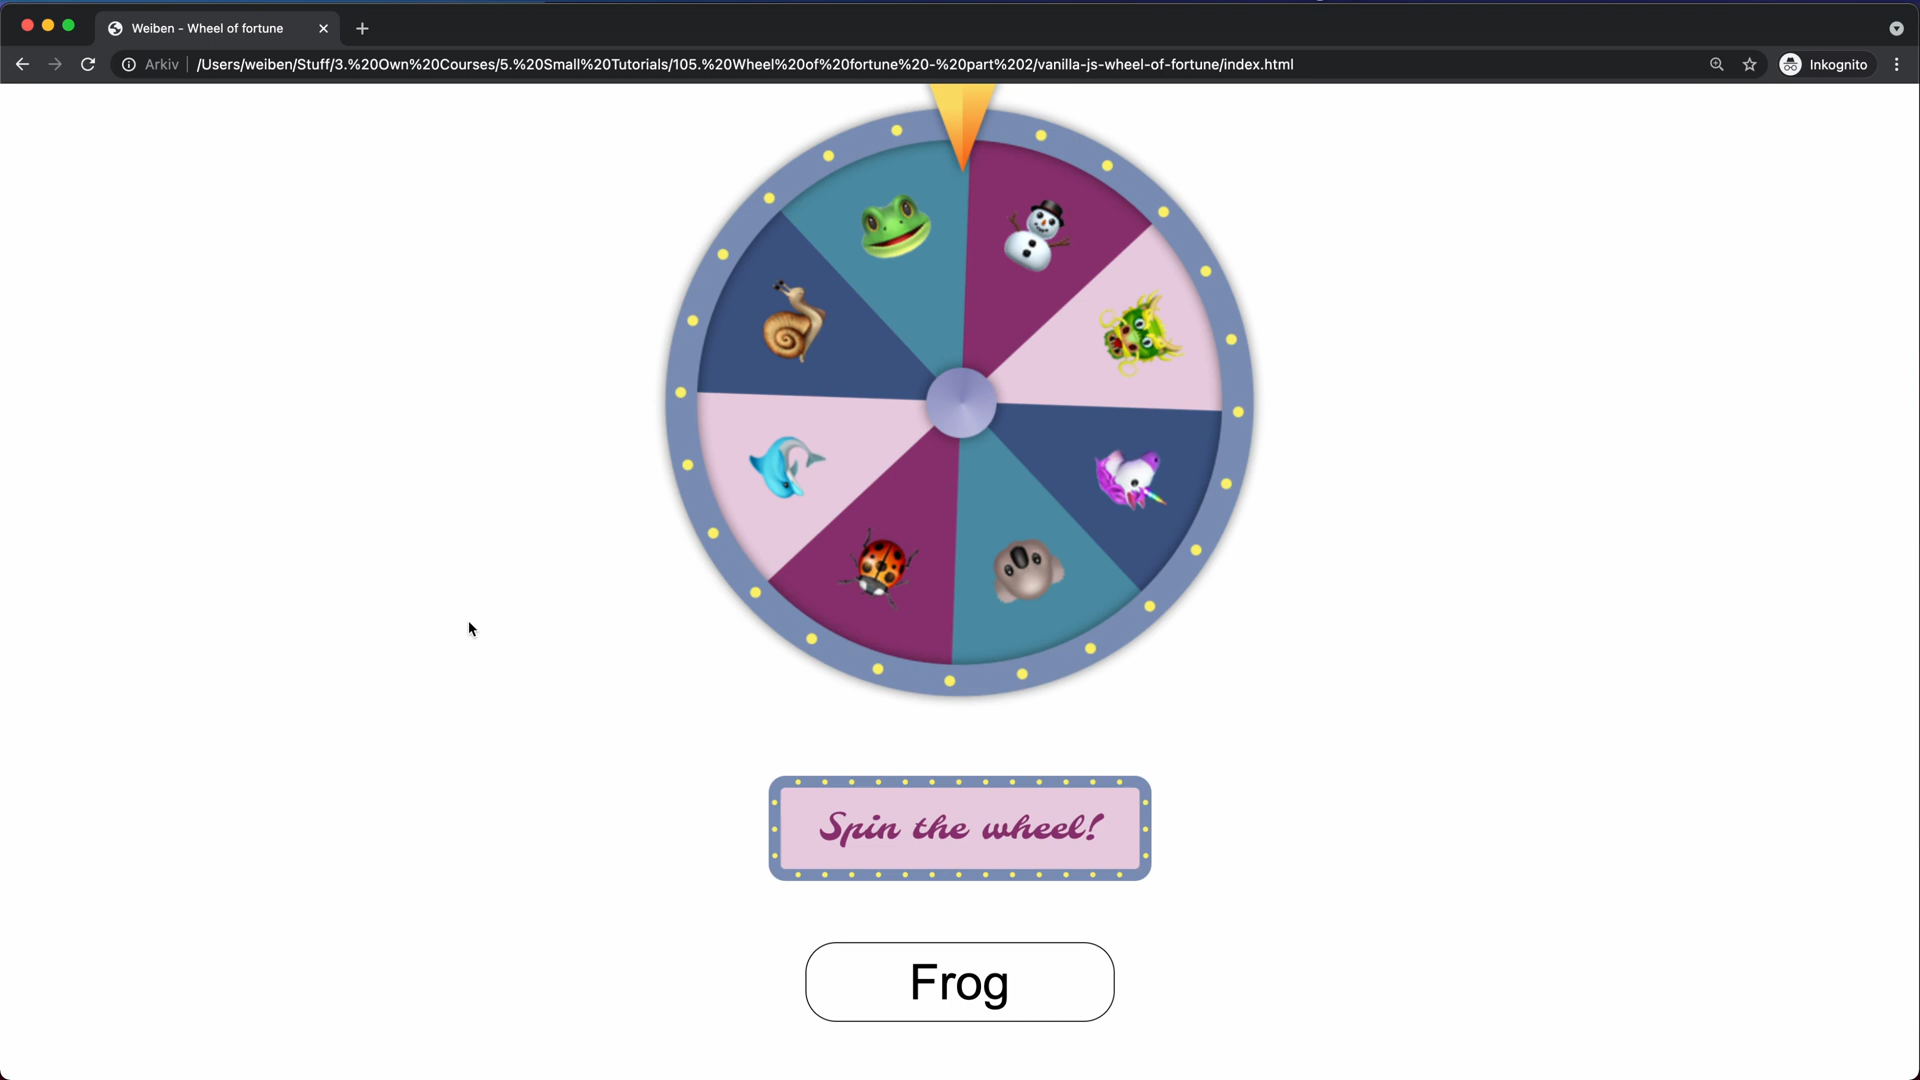 Weiben - Wheel of fortune
Arkiv /Users/weiben/Stuff/3.%20Own%20Courses/5.%20Small%20Tutorials/105.%20Wheel%20of%20fortune%20-%20part%202/vanilla-js-wheel-of-fortune/index.html Inkognito
Spin the wheel!
Frog